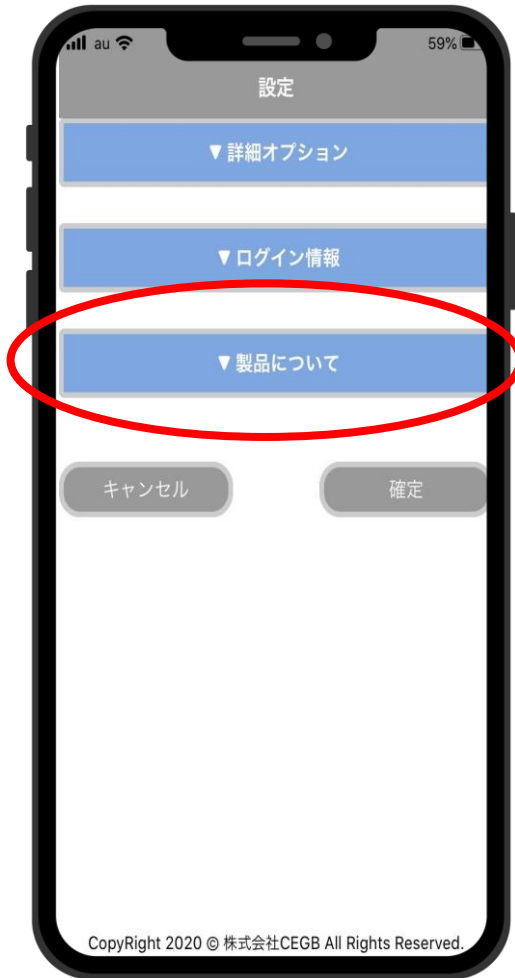 au 59%
設定
▼詳細オプション
▼ログイン情報
▼製品について
キャンセル 確定
CopyRight 2020 © 株式会社CEGB All Rights Reserved.